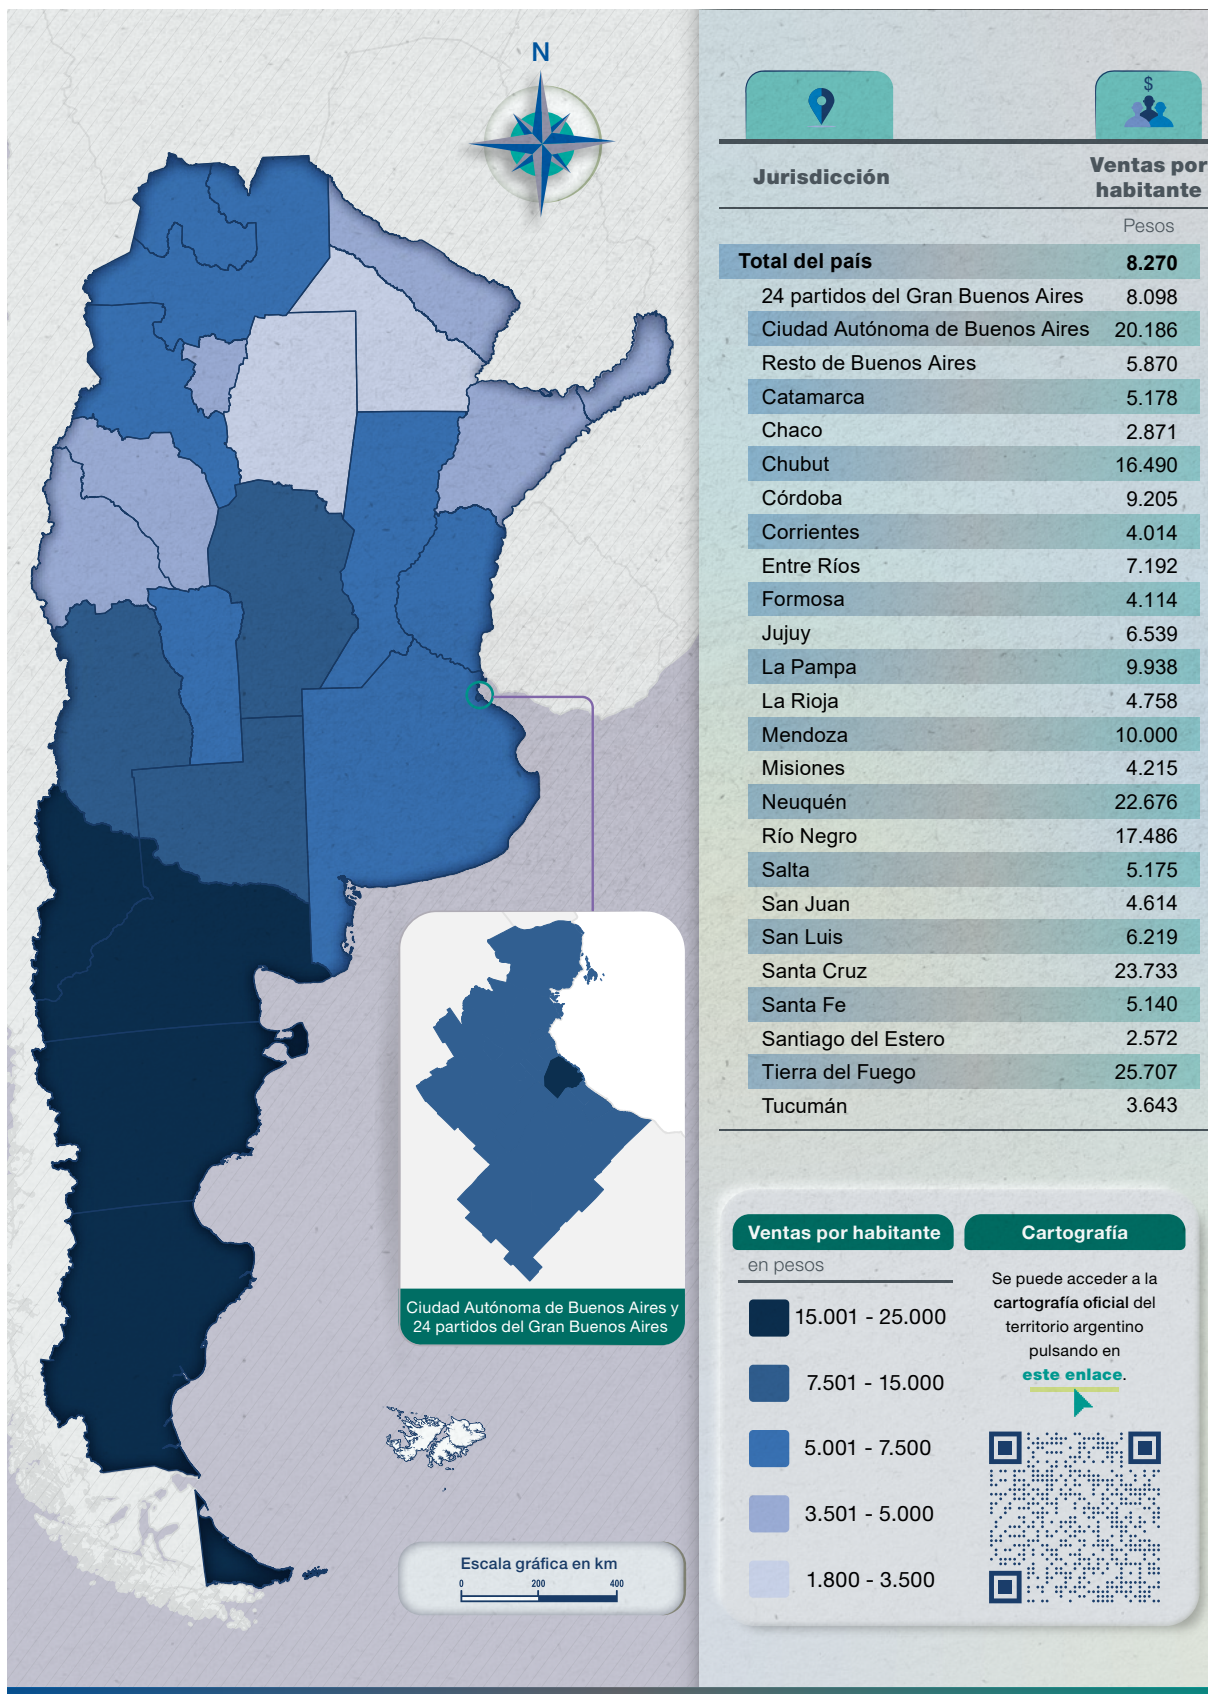 N
$
Jurisdicción
Ventas por
habitante
Pesos
Total del país 8.270
24 partidos del Gran Buenos Aires 8.098
Ciudad Autónoma de Buenos Aires 20.186
Resto de Buenos Aires 5.870
Catamarca 5.178
Chaco 2.871
Chubut 16.490
Córdoba 9.205
Corrientes 4.014
Entre Ríos 7.192
Formosa 4.114
Jujuy 6.539
La Pampa 9.938
La Rioja 4.758
Mendoza 10.000
Misiones 4.215
Neuquén 22.676
Río Negro 17.486
Salta 5.175
San Juan 4.614
San Luis 6.219
Santa Cruz 23.733
Santa Fe 5.140
Santiago del Estero 2.572
Tierra del Fuego 25.707
Tucumán 3.643
Ciudad Autónoma de Buenos Aires y
24 partidos del Gran Buenos Aires
Escala gráfica en km
0 200 400
Ventas por habitante
en pesos
15.001 - 25.000
7.501 - 15.000
5.001 - 7.500
3.501 - 5.000
1.800 - 3.500
Cartografía
Se puede acceder a la
cartografía oficial del
territorio argentino
pulsando en
este enlace.